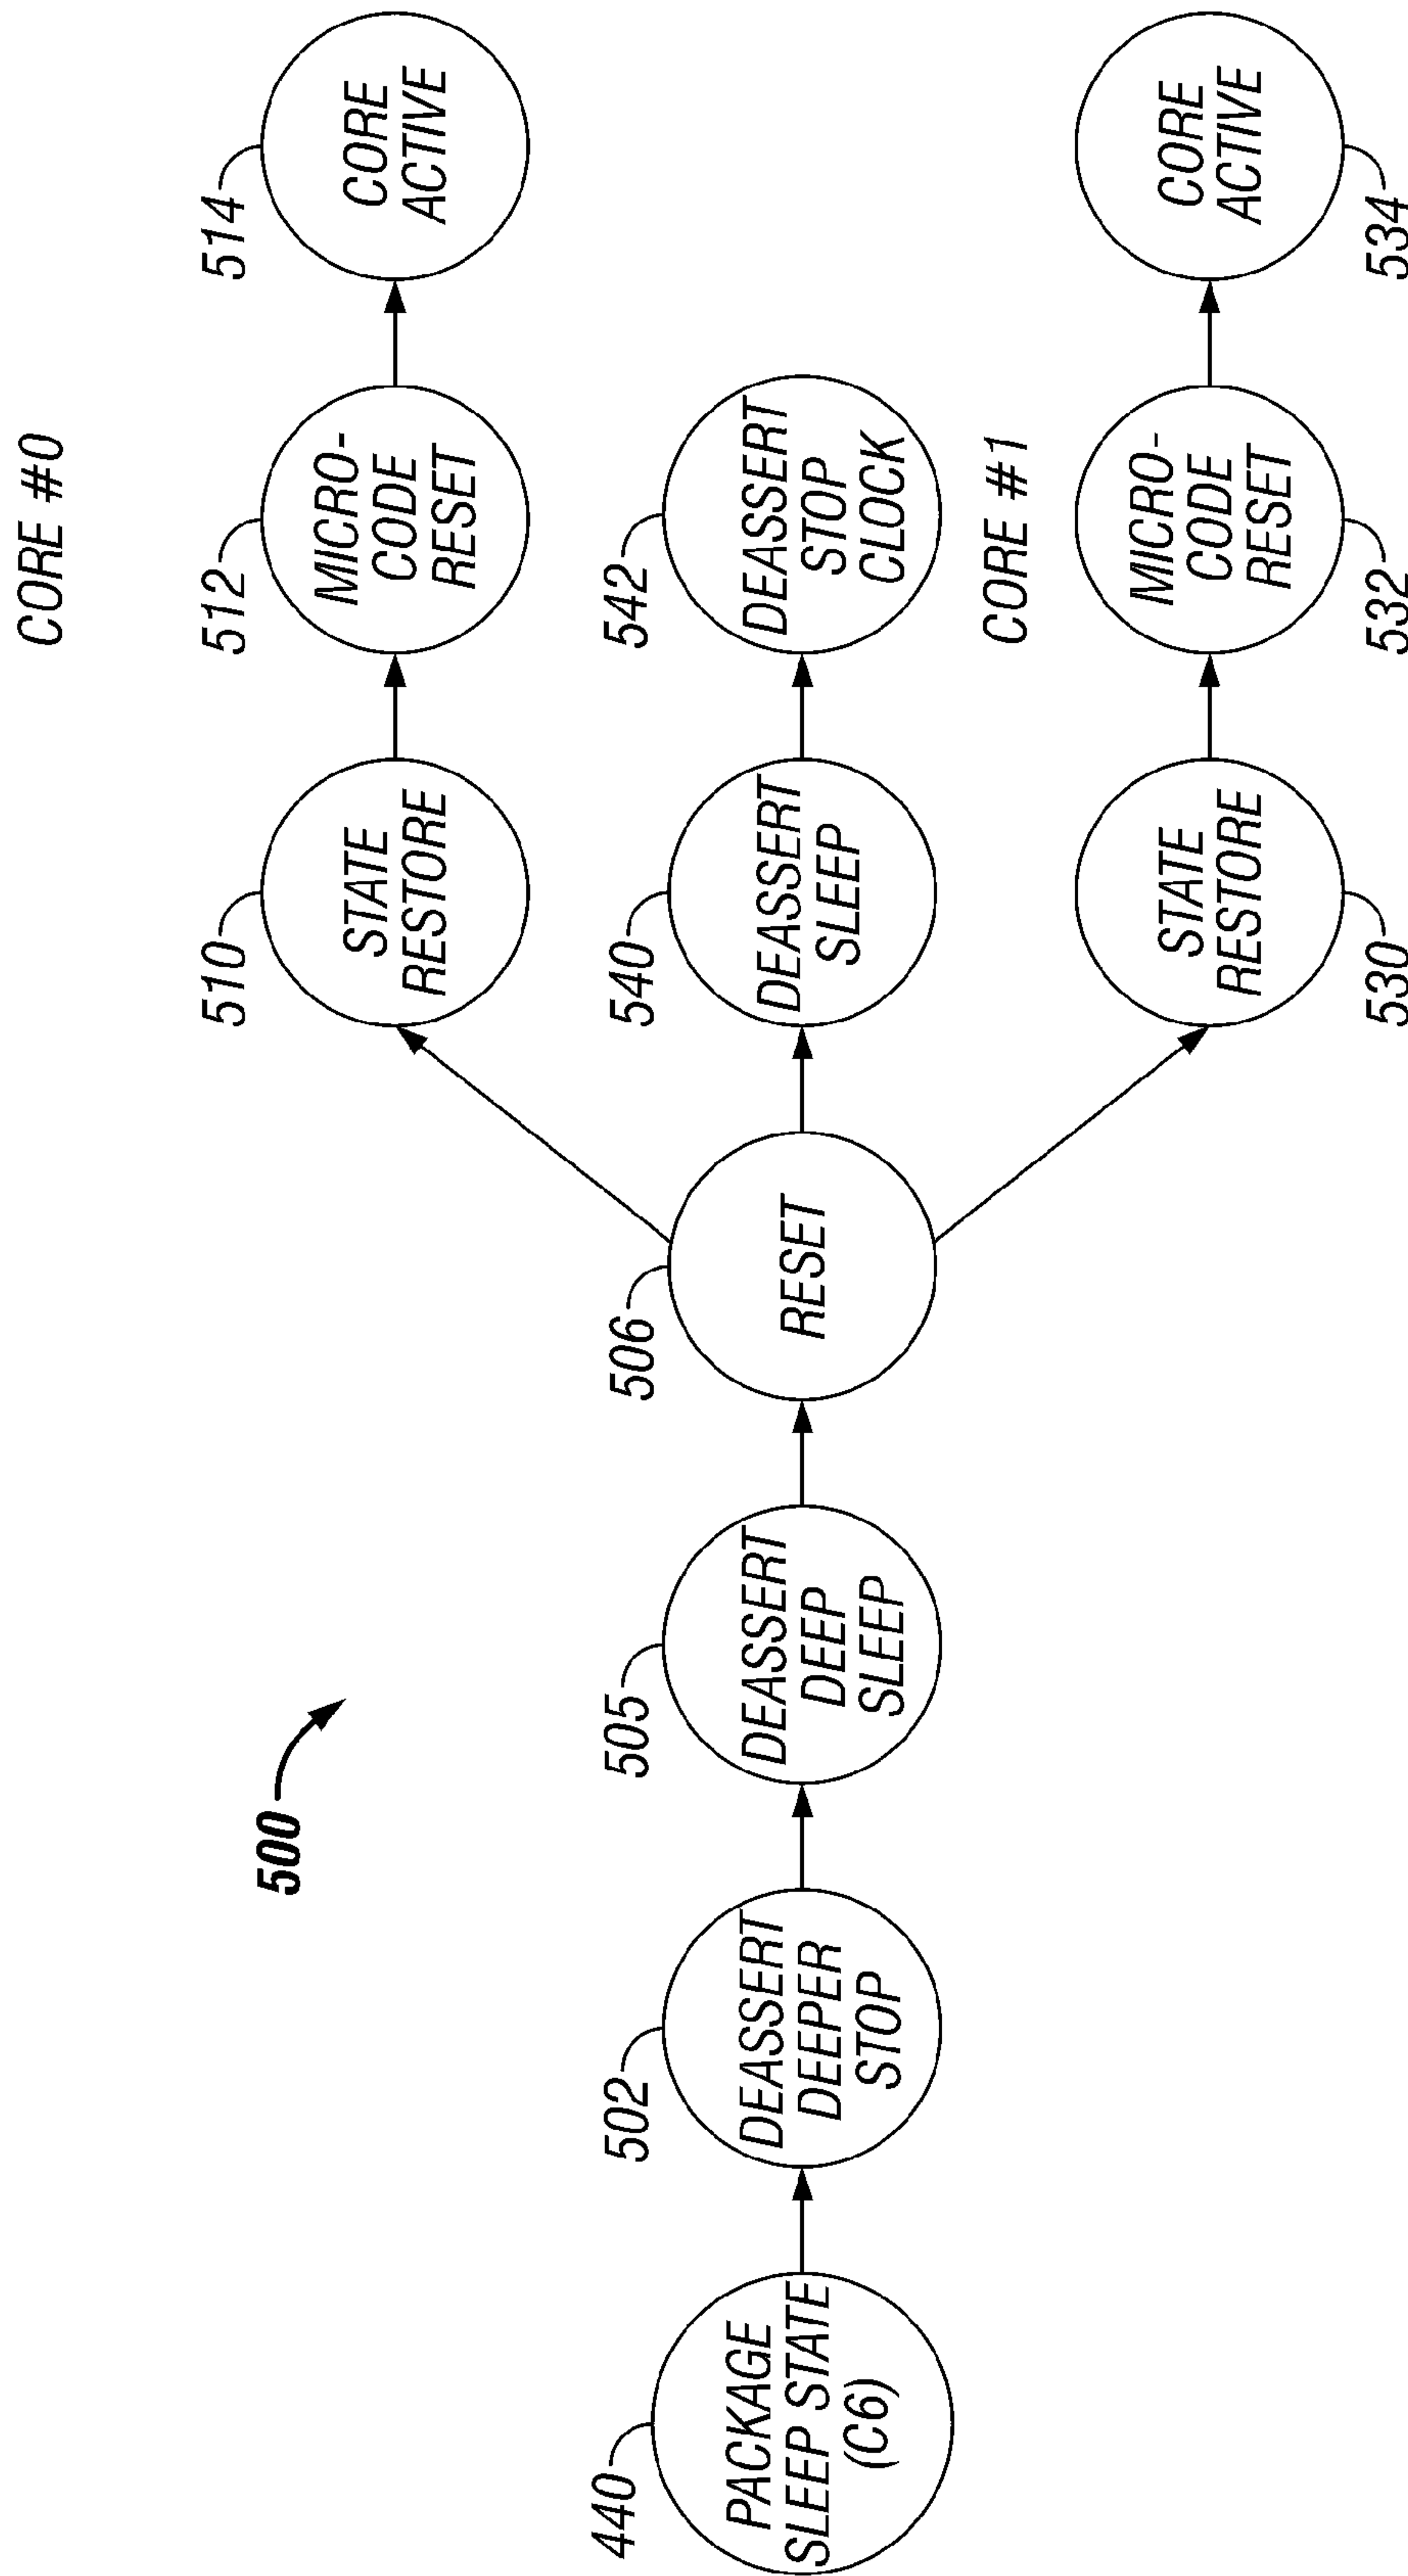 CORE #0
510
STATE
RESTORE
512
MICRO-
CODE
RESET
514
CORE
ACTIVE
500
440
PACKAGE
SLEEP STATE
(C6)
502
DEASSERT
DEEPER
STOP
505
DEASSERT
DEEP
SLEEP
506
RESET
540
DEASSERT
SLEEP
542
DEASSERT
STOP
CLOCK
CORE #1
STATE
RESTORE
530
MICRO-
CODE
RESET
532
CORE
ACTIVE
534